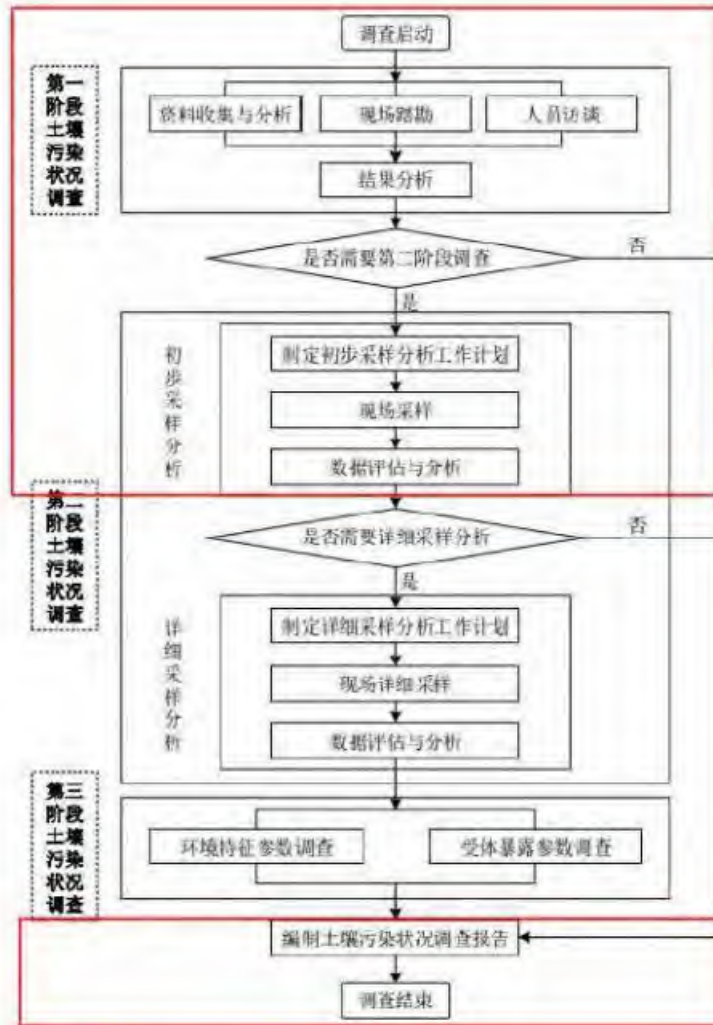 调查启动
第一
阶段
土壤
污染
状况
调查
资料收集与分析
现场踏勘
人员访谈
结果分析
是否需要第二阶段调查
否
是
初步采样分析
制定初步采样分析工作计划
现场采样
数据评估与分析
第二
阶段
土壤
污染
状况
调查
是否需要详细采样分析
否
是
详细采样分析
制定详细采样分析工作计划
现场详细采样
数据评估与分析
第三
阶段
土壤
污染
状况
调查
环境特征参数调查
受体暴露参数调查
编制土壤污染状况调查报告
调查结束